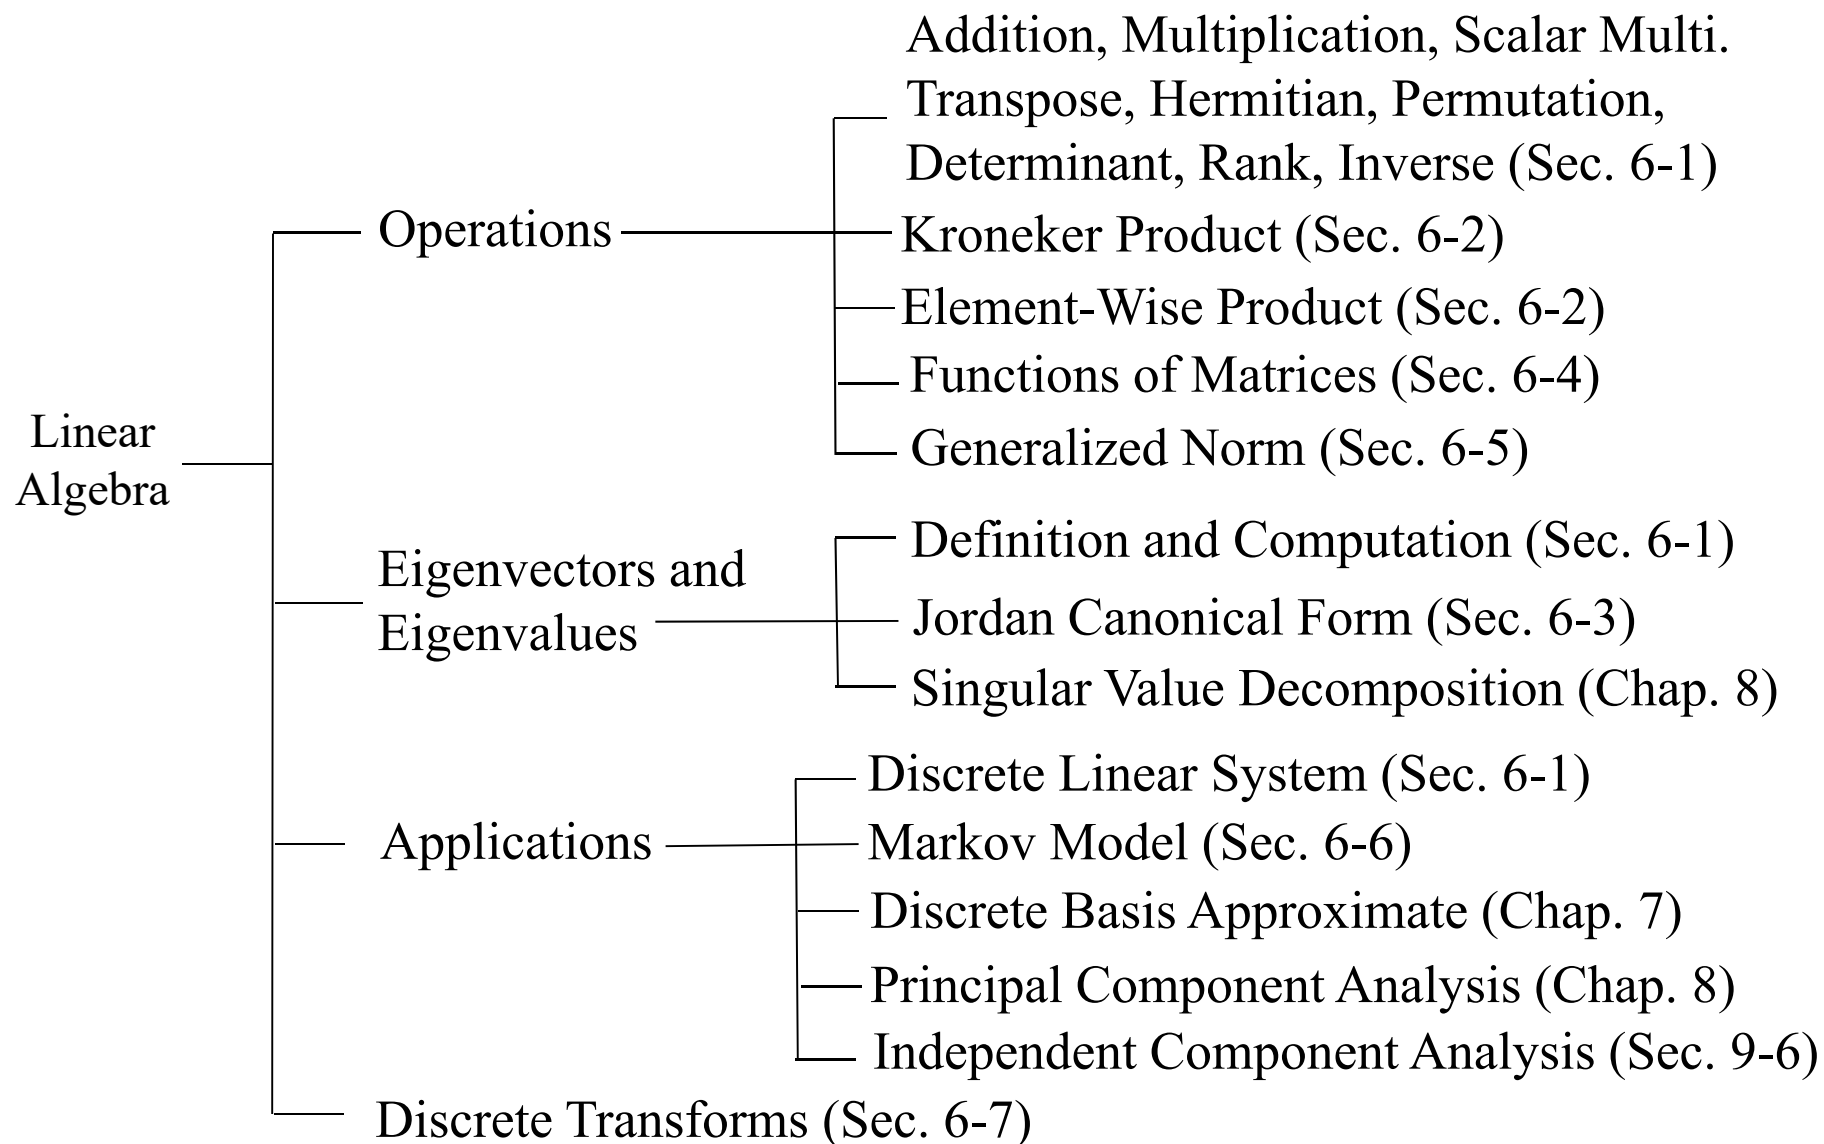 Addition, Multiplication, Scalar Multi.
Transpose, Hermitian, Permutation,
Determinant, Rank, Inverse (Sec. 6-1)
Operations
Kroneker Product (Sec. 6-2)
Element-Wise Product (Sec. 6-2)
Functions of Matrices (Sec. 6-4)
Generalized Norm (Sec. 6-5)
Linear
Algebra
Eigenvectors and
Eigenvalues
Definition and Computation (Sec. 6-1)
Jordan Canonical Form (Sec. 6-3)
Singular Value Decomposition (Chap. 8)
Applications
Discrete Linear System (Sec. 6-1)
Markov Model (Sec. 6-6)
Discrete Basis Approximate (Chap. 7)
Principal Component Analysis (Chap. 8)
Independent Component Analysis (Sec. 9-6)
Discrete Transforms (Sec. 6-7)